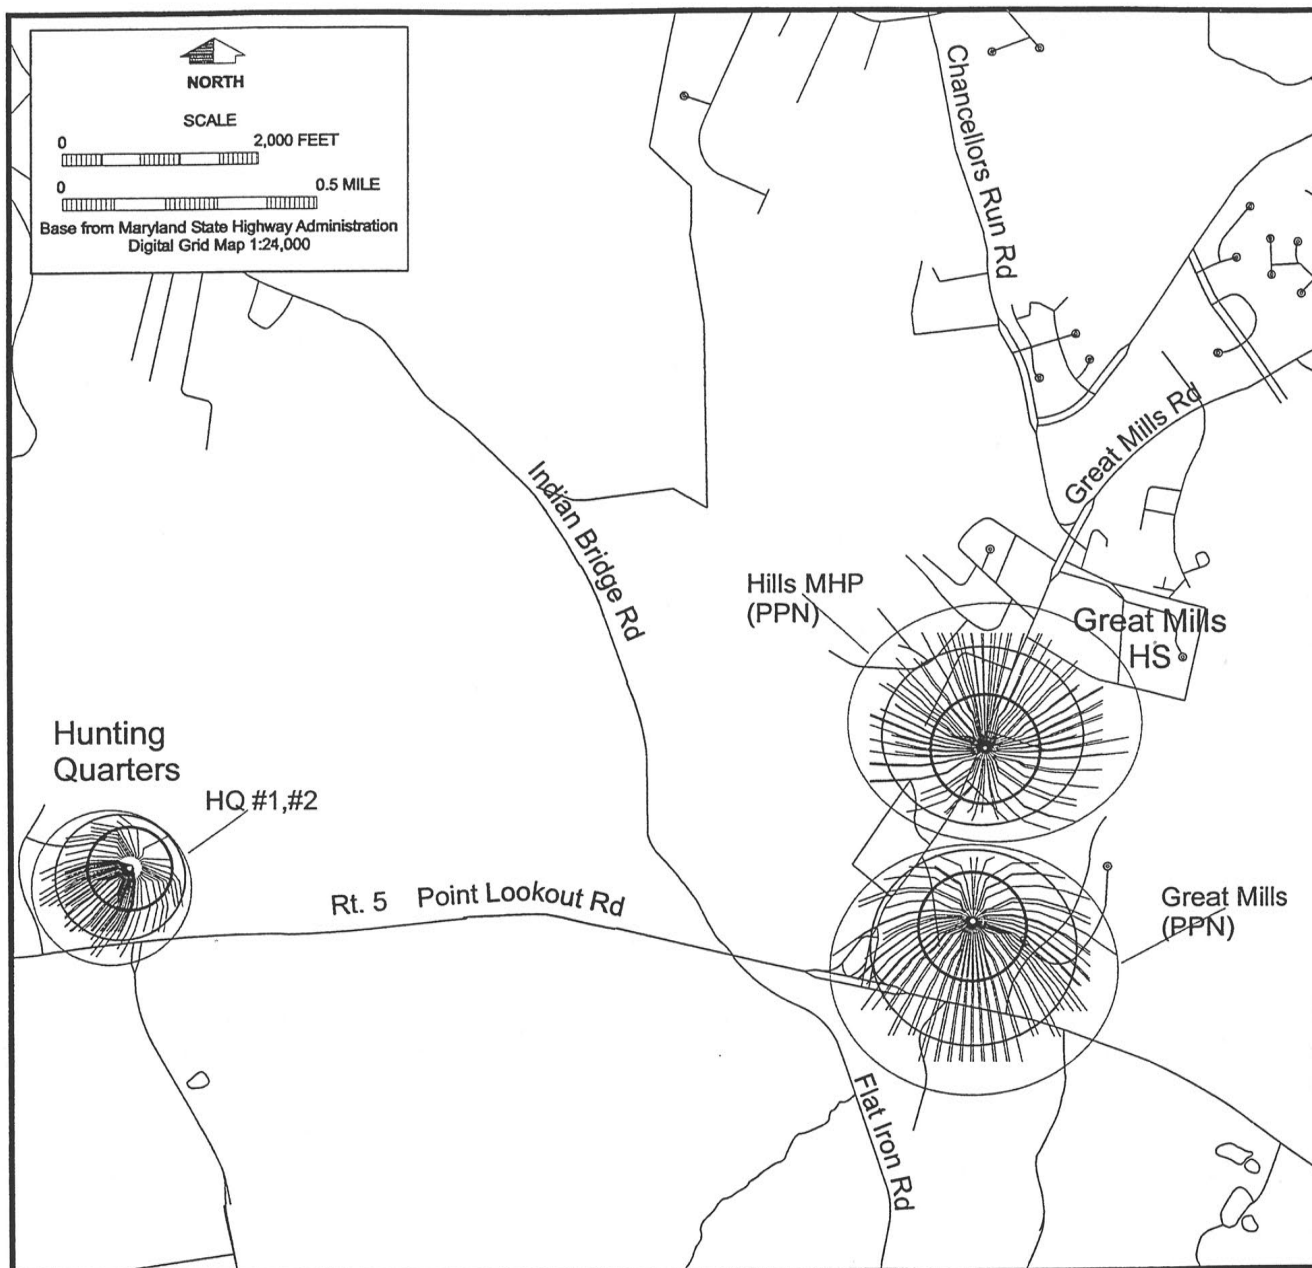 NORTH
SCALE
0 2,000 FEET
0 0.5 MILE
Base from Maryland State Highway Administration
Digital Grid Map 1:24,000
Chancellors Run Rd
Great Mills Rd
Indian Bridge Rd
Hills MHP
(PPN)
Great Mills
HS
Hunting
Quarters
HQ #1,#2
Rt. 5 Point Lookout Rd
Great Mills
(PPN)
Flat Iron Rd